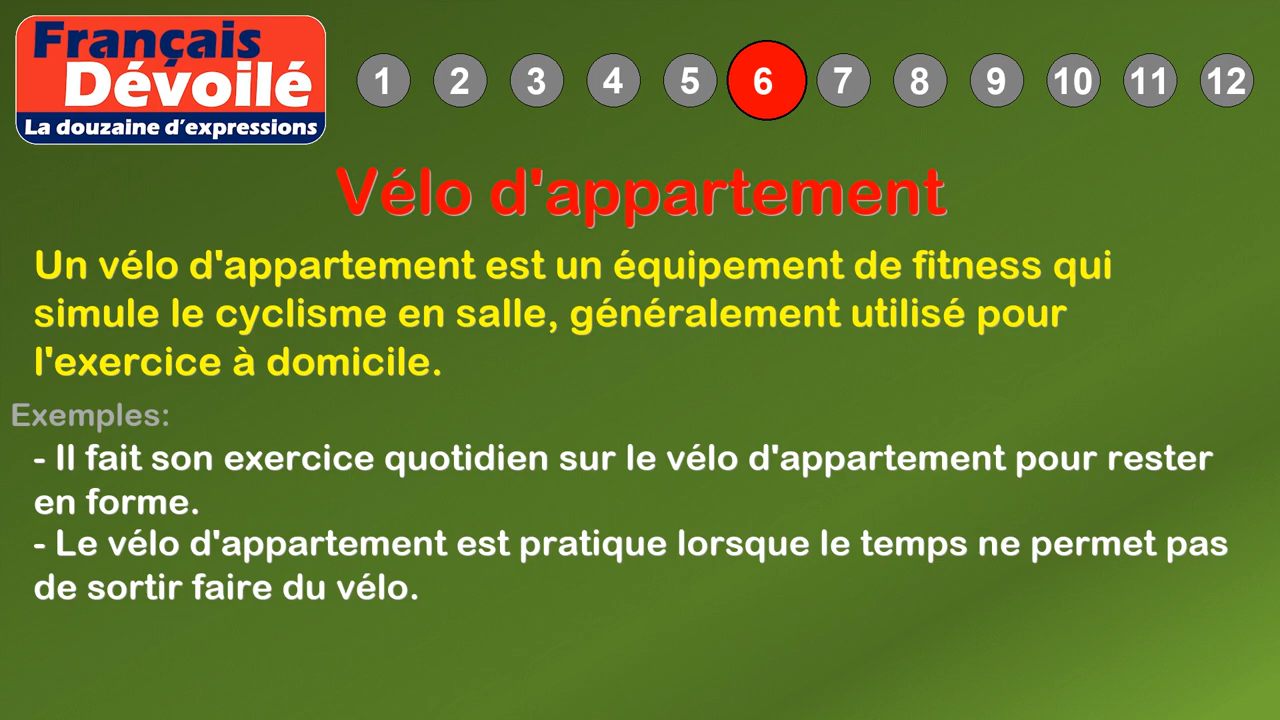 Français
Dévoilé
La douzaine d'expressions
1 2 3 4 5 6 7 8 9 10 11 12
Vélo d'appartement
Un vélo d'appartement est un équipement de fitness qui
simule le cyclisme en salle, généralement utilisé pour
l'exercice à domicile.
Exemples:
- Il fait son exercice quotidien sur le vélo d'appartement pour rester
en forme.
- Le vélo d'appartement est pratique lorsque le temps ne permet pas
de sortir faire du vélo.